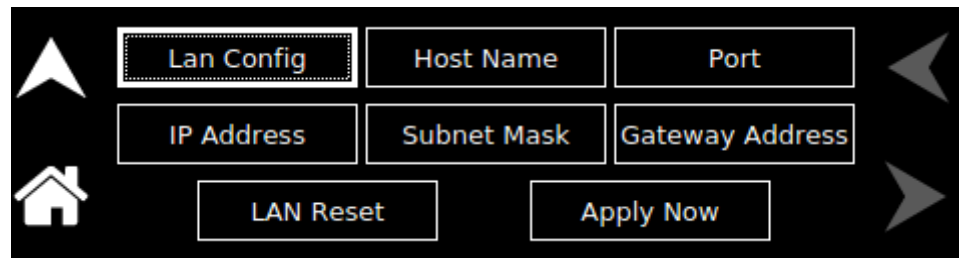 Lan Config
Host Name
Port
IP Address
Subnet Mask
Gateway Address
LAN Reset
Apply Now